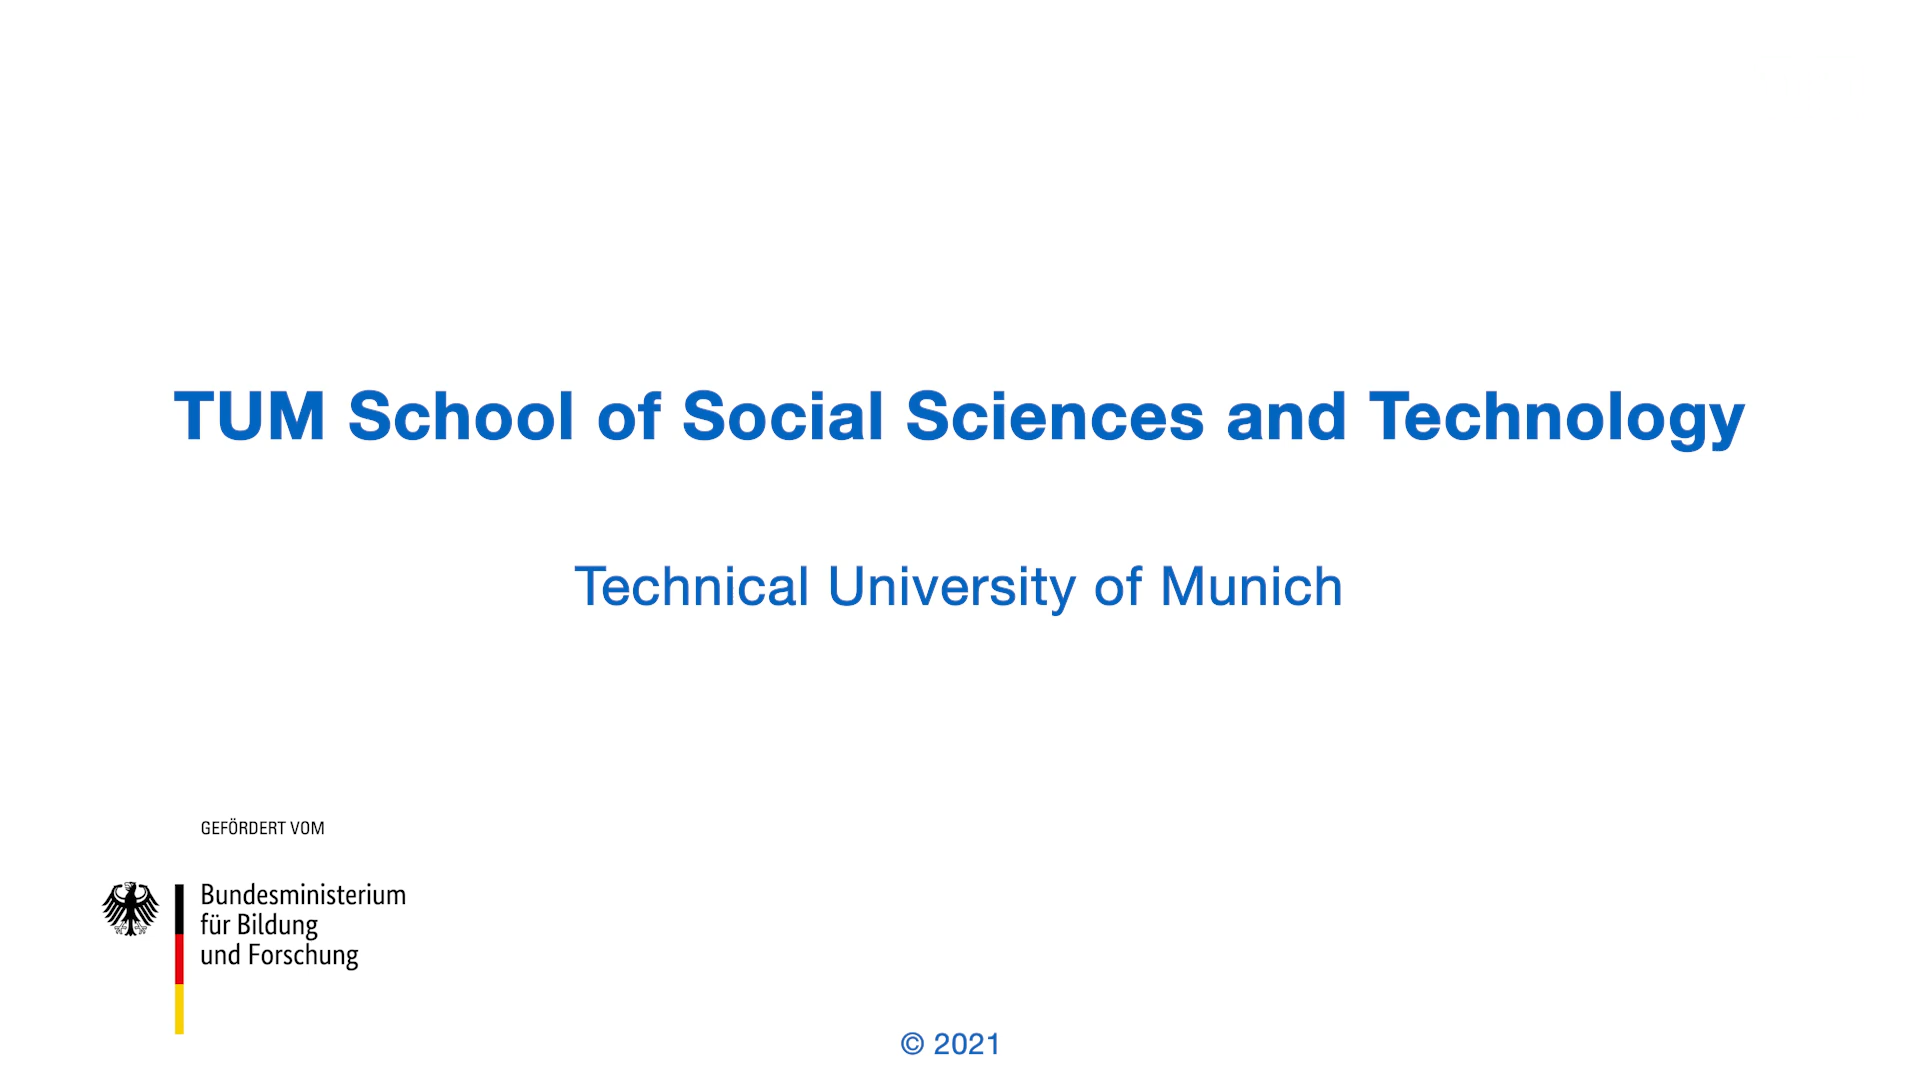 TUM School of Social Sciences and Technology
Technical University of Munich
GEFÖRDERT VOM
Bundesministerium
für Bildung
und Forschung
© 2021